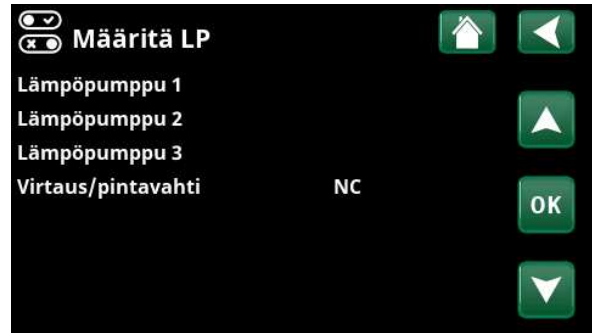 Määritä LP
Lämpöpumppu 1
Lämpöpumppu 2
Lämpöpumppu 3
Virtaus/pintavahti NC
OK